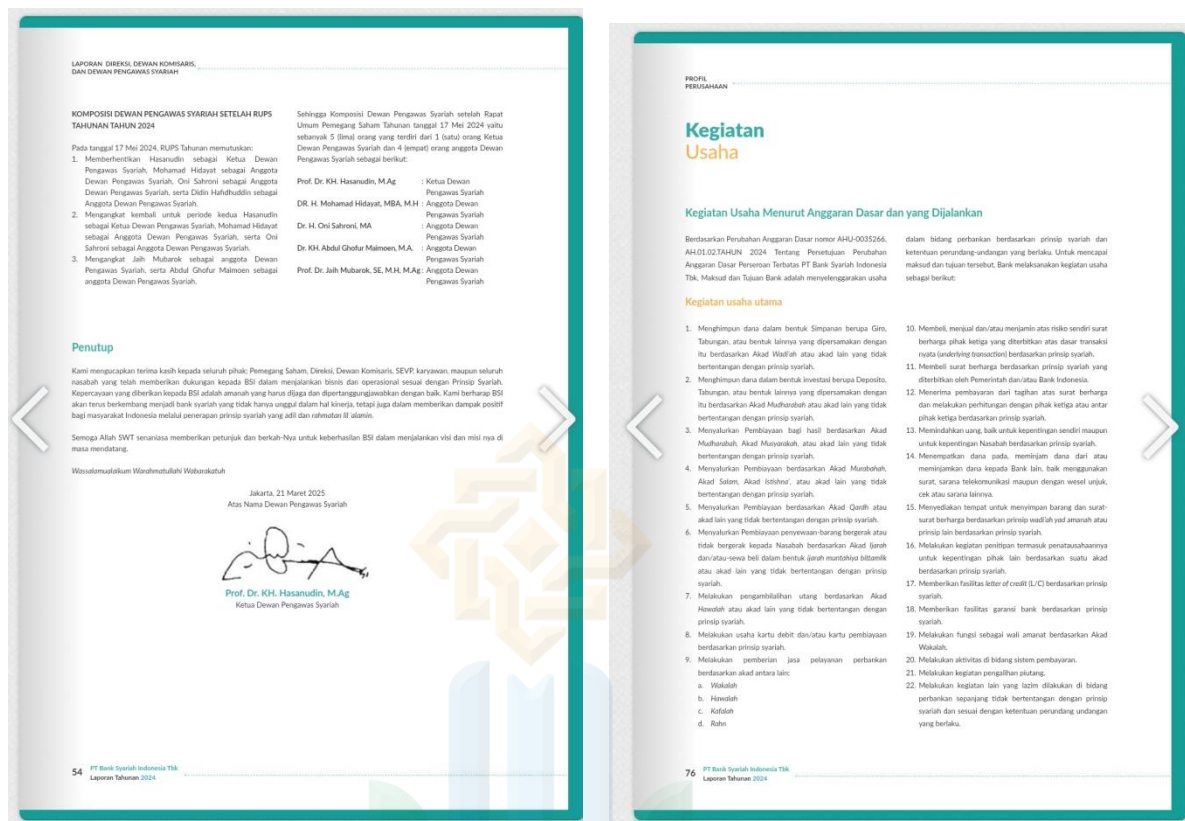 LAPORAN DIREKSI, DEWAN KOMISARIS,
DAN DEWAN PENGAWAS SYARIAH
KOMPOSISI DEWAN PENGAWAS SYARIAH SETELAH RUPS
TAHUNAN TAHUN 2024
Pada tanggal 17 Mei 2024, RUPS Tahunan memutuskan:
1. Memberhentikan Hasanudin sebagai Ketua Dewan
Pengawas Syariah, Mohamad Hidayat sebagai Anggota
Dewan Pengawas Syariah, Oni Sahroni sebagai Anggota
Dewan Pengawas Syariah, serta Didin Hafidhuddin sebagai
Anggota Dewan Pengawas Syariah.
2. Mengangkat kembali untuk periode kedua Hasanudin
sebagai Ketua Dewan Pengawas Syariah, Mohamad Hidayat
sebagai Anggota Dewan Pengawas Syariah, serta Oni
Sahroni sebagai Anggota Dewan Pengawas Syariah.
3. Mengangkat Jaih Mubarok sebagai anggota Dewan
Pengawas Syariah, serta Abdul Ghofur Maimoen sebagai
anggota Dewan Pengawas Syariah.
Sehingga Komposisi Dewan Pengawas Syariah setelah Rapat
Umum Pemegang Saham Tahunan tanggal 17 Mei 2024 yaitu
sebanyak 5 (lima) orang yang terdiri dari 1 (satu) orang Ketua
Dewan Pengawas Syariah dan 4 (empat) orang anggota Dewan
Pengawas Syariah sebagai berikut:
Prof. Dr. KH. Hasanudin, M.Ag : Ketua Dewan
Pengawas Syariah
DR. H. Mohamad Hidayat, MBA, M.H : Anggota Dewan
Pengawas Syariah
Dr. H. Oni Sahroni, MA : Anggota Dewan
Pengawas Syariah
Dr. KH. Abdul Ghofur Maimoen, M.A. : Anggota Dewan
Pengawas Syariah
Prof. Dr. Jaih Mubarok, SE, M.H, M.Ag : Anggota Dewan
Pengawas Syariah
Penutup
Kami mengucapkan terima kasih kepada seluruh pihak; Pemegang Saham, Direksi, Dewan Komisaris, SEVP, karyawan, maupun seluruh
nasabah yang telah memberikan dukungan kepada BSI dalam menjalankan bisnis dan operasional sesuai dengan Prinsip Syariah.
Kepercayaan yang diberikan kepada BSI adalah amanah yang harus dijaga dan dipertanggungjawabkan dengan baik. Kami berharap BSI
akan terus berkembang menjadi bank syariah yang tidak hanya unggul dalam hal kinerja, tetapi juga dalam memberikan dampak positif
bagi masyarakat Indonesia melalui penerapan prinsip syariah yang adil dan rahmatan lil 'alamin.
Semoga Allah SWT senaniasa memberikan petunjuk dan berkah-Nya untuk keberhasilan BSI dalam menjalankan visi dan misi nya di
masa mendatang.
Wassalamualaikum Warahmatullahi Wabarakatuh
Jakarta, 21 Maret 2025
Atas Nama Dewan Pengawas Syariah
Prof. Dr. KH. Hasanudin, M.Ag
Ketua Dewan Pengawas Syariah
54 PT Bank Syariah Indonesia Tbk
Laporan Tahunan 2024
PROFIL
PERUSAHAAN
Kegiatan
Usaha
Kegiatan Usaha Menurut Anggaran Dasar dan yang Dijalankan
Berdasarkan Perubahan Anggaran Dasar nomor AHU-0035266.
AH.01.02.TAHUN 2024 Tentang Persetujuan Perubahan
Anggaran Dasar Perseroan Terbatas PT Bank Syariah Indonesia
Tbk, Maksud dan Tujuan Bank adalah menyelenggarakan usaha
dalam bidang perbankan berdasarkan prinsip syariah dan
ketentuan perundang-undangan yang berlaku. Untuk mencapai
maksud dan tujuan tersebut, Bank melaksanakan kegiatan usaha
sebagai berikut:
Kegiatan usaha utama
1. Menghimpun dana dalam bentuk Simpanan berupa Giro,
Tabungan, atau bentuk lainnya yang dipersamakan dengan
itu berdasarkan Akad Wadi'ah atau akad lain yang tidak
bertentangan dengan prinsip syariah.
2. Menghimpun dana dalam bentuk investasi berupa Deposito,
Tabungan, atau bentuk lainnya yang dipersamakan dengan
itu berdasarkan Akad Mudharabah atau akad lain yang tidak
bertentangan dengan prinsip syariah.
3. Menyalurkan Pembiayaan bagi hasil berdasarkan Akad
Mudharabah, Akad Musyarakah, atau akad lain yang tidak
bertentangan dengan prinsip syariah.
4. Menyalurkan Pembiayaan berdasarkan Akad Murabahah,
Akad Salam, Akad Istishna', atau akad lain yang tidak
bertentangan dengan prinsip syariah.
5. Menyalurkan Pembiayaan berdasarkan Akad Qardh atau
akad lain yang tidak bertentangan dengan prinsip syariah.
6. Menyalurkan Pembiayaan penyewaan-barang bergerak atau
tidak bergerak kepada Nasabah berdasarkan Akad Ijarah
dan/atau-sewa beli dalam bentuk ijarah muntahiya bittamlik
atau akad lain yang tidak bertentangan dengan prinsip
syariah.
7. Melakukan pengambilalihan utang berdasarkan Akad
Hawalah atau akad lain yang tidak bertentangan dengan
prinsip syariah.
8. Melakukan usaha kartu debit dan/atau kartu pembiayaan
berdasarkan prinsip syariah.
9. Melakukan pemberian jasa pelayanan perbankan
berdasarkan akad antara lain:
a. Wakalah
b. Hawalah
c. Kafalah
d. Rahn
10. Membeli, menjual dan/atau menjamin atas risiko sendiri surat
berharga pihak ketiga yang diterbitkan atas dasar transaksi
nyata (underlying transaction) berdasarkan prinsip syariah.
11. Membeli surat berharga berdasarkan prinsip syariah yang
diterbitkan oleh Pemerintah dan/atau Bank Indonesia.
12. Menerima pembayaran dari tagihan atas surat berharga
dan melakukan perhitungan dengan pihak ketiga atau antar
pihak ketiga berdasarkan prinsip syariah.
13. Memindahkan uang, baik untuk kepentingan sendiri maupun
untuk kepentingan Nasabah berdasarkan prinsip syariah.
14. Menempatkan dana pada, meminjam dana dari atau
meminjamkan dana kepada Bank lain, baik menggunakan
surat, sarana telekomunikasi maupun dengan wesel unjuk,
cek atau sarana lainnya.
15. Menyediakan tempat untuk menyimpan barang dan surat-
surat berharga berdasarkan prinsip wadi'ah yad amanah atau
prinsip lain berdasarkan prinsip syariah.
16. Melakukan kegiatan penitipan termasuk penatausahaannya
untuk kepentingan pihak lain berdasarkan suatu akad
berdasarkan prinsip syariah.
17. Memberikan fasilitas letter of credit (L/C) berdasarkan prinsip
syariah.
18. Memberikan fasilitas garansi bank berdasarkan prinsip
syariah.
19. Melakukan fungsi sebagai wali amanat berdasarkan Akad
Wakalah.
20. Melakukan aktivitas di bidang sistem pembayaran.
21. Melakukan kegiatan pengalihan piutang.
22. Melakukan kegiatan lain yang lazim dilakukan di bidang
perbankan sepanjang tidak bertentangan dengan prinsip
syariah dan sesuai dengan ketentuan perundang undangan
yang berlaku.
76 PT Bank Syariah Indonesia Tbk
Laporan Tahunan 2024